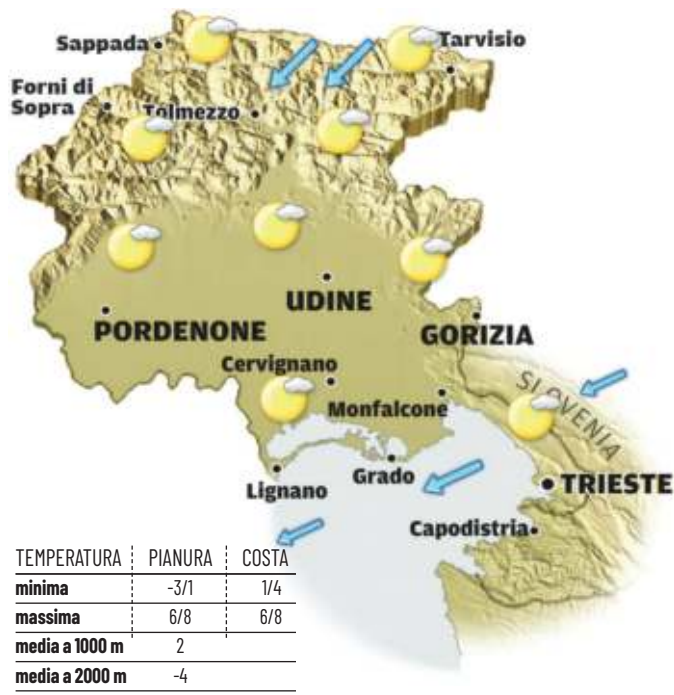 Sappada
Tarvisio
Forni di
Sopra
Tolmezzo
UDINE
PORDENONE
GORIZIA
Cervignano
SLOVENIA
Monfalcone
Grado
Lignano
TRIESTE
Capodistria
TEMPERATURA PIANURA COSTA
minima -3/1 1/4
massima 6/8 6/8
media a 1000 m 2
media a 2000 m -4